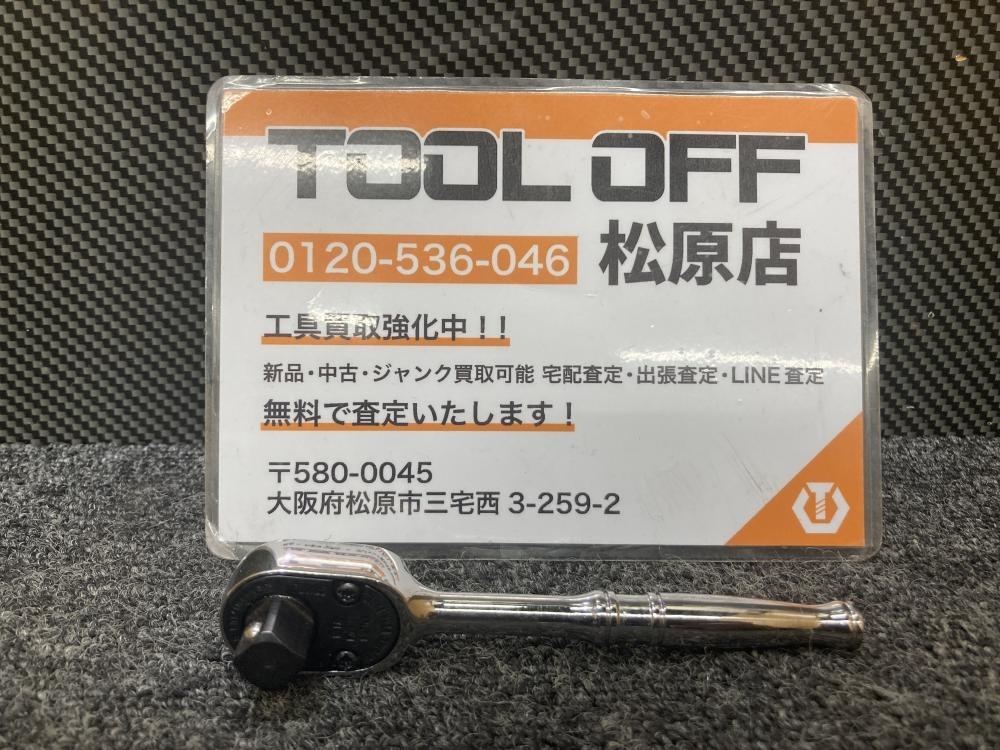 TOOL OFF
0120-536-046 松原店
工具買取強化中！！
新品・中古・ジャンク買取可能 宅配査定・出張査定・LINE査定
無料で査定いたします！
〒580-0045
大阪府松原市三宅西 3-259-2